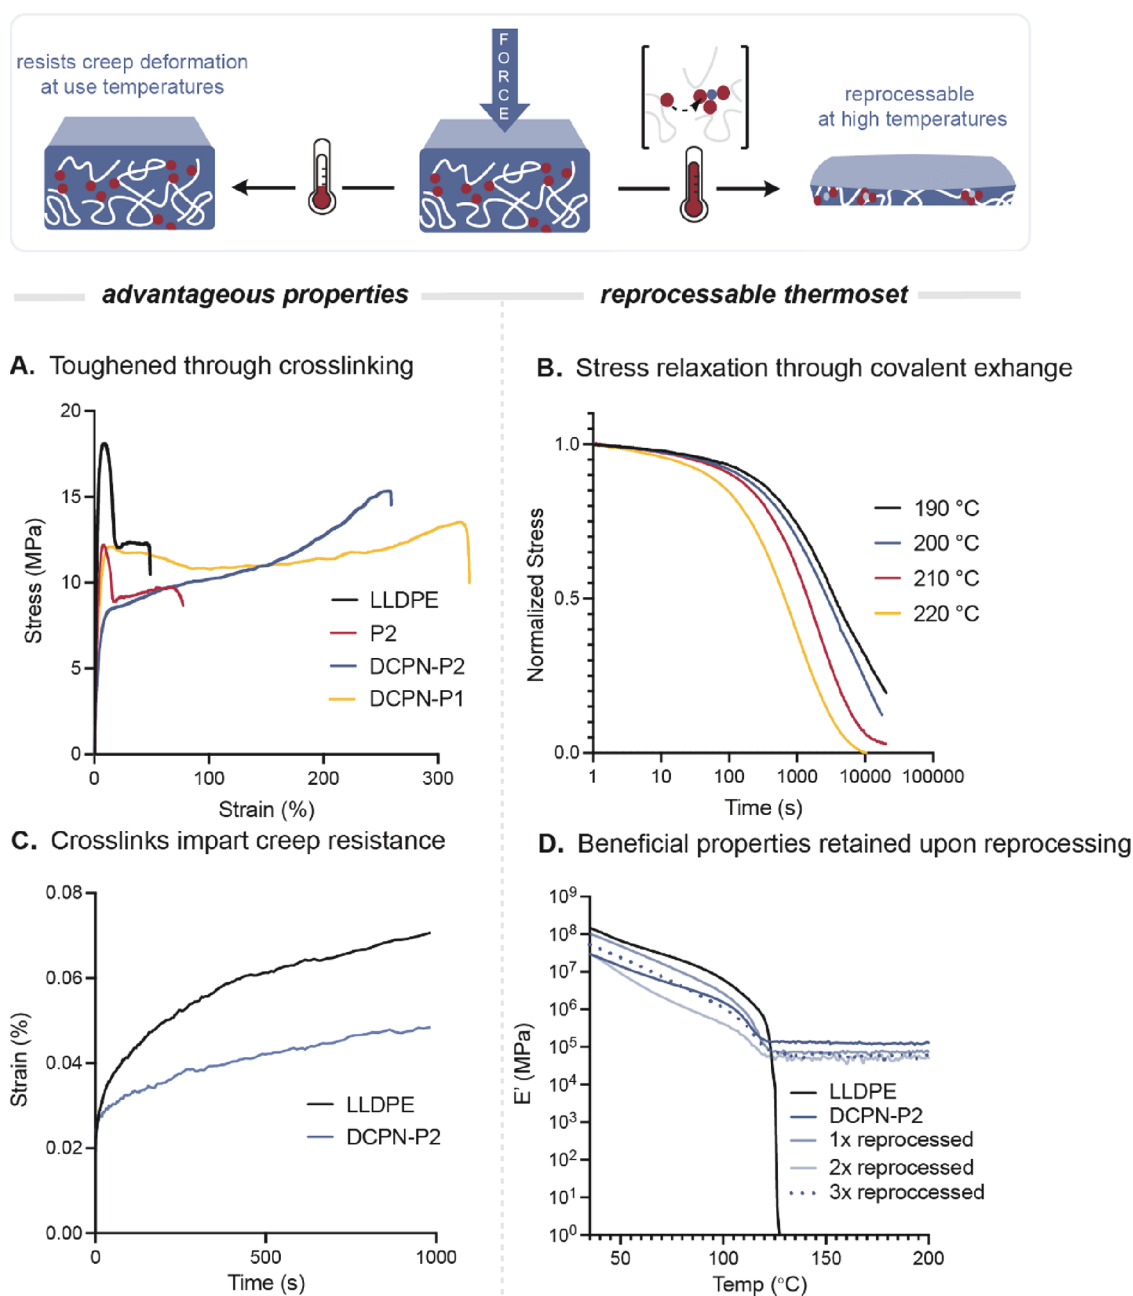 resists creep deformation
at use temperatures
FORCE
reprocessable
at high temperatures
advantageous properties
reprocessable thermoset
A. Toughened through crosslinking
Stress (MPa)
20
15
10
5
0
0
100
200
300
Strain (%)
LLDPE
P2
DCPN-P2
DCPN-P1
B. Stress relaxation through covalent exhange
Normalized Stress
1.0
0.5
0.0
1
10
100
1000
10000
100000
Time (s)
190 °C
200 °C
210 °C
220 °C
C. Crosslinks impart creep resistance
Strain (%)
0.08
0.06
0.04
0.02
0.00
0
500
1000
Time (s)
LLDPE
DCPN-P2
D. Beneficial properties retained upon reprocessing
E' (MPa)
10⁹
10⁸
10⁷
10⁶
10⁵
10⁴
10³
10²
10¹
10⁰
50
100
150
200
Temp (°C)
LLDPE
DCPN-P2
1x reprocessed
2x reprocessed
3x reproccessed